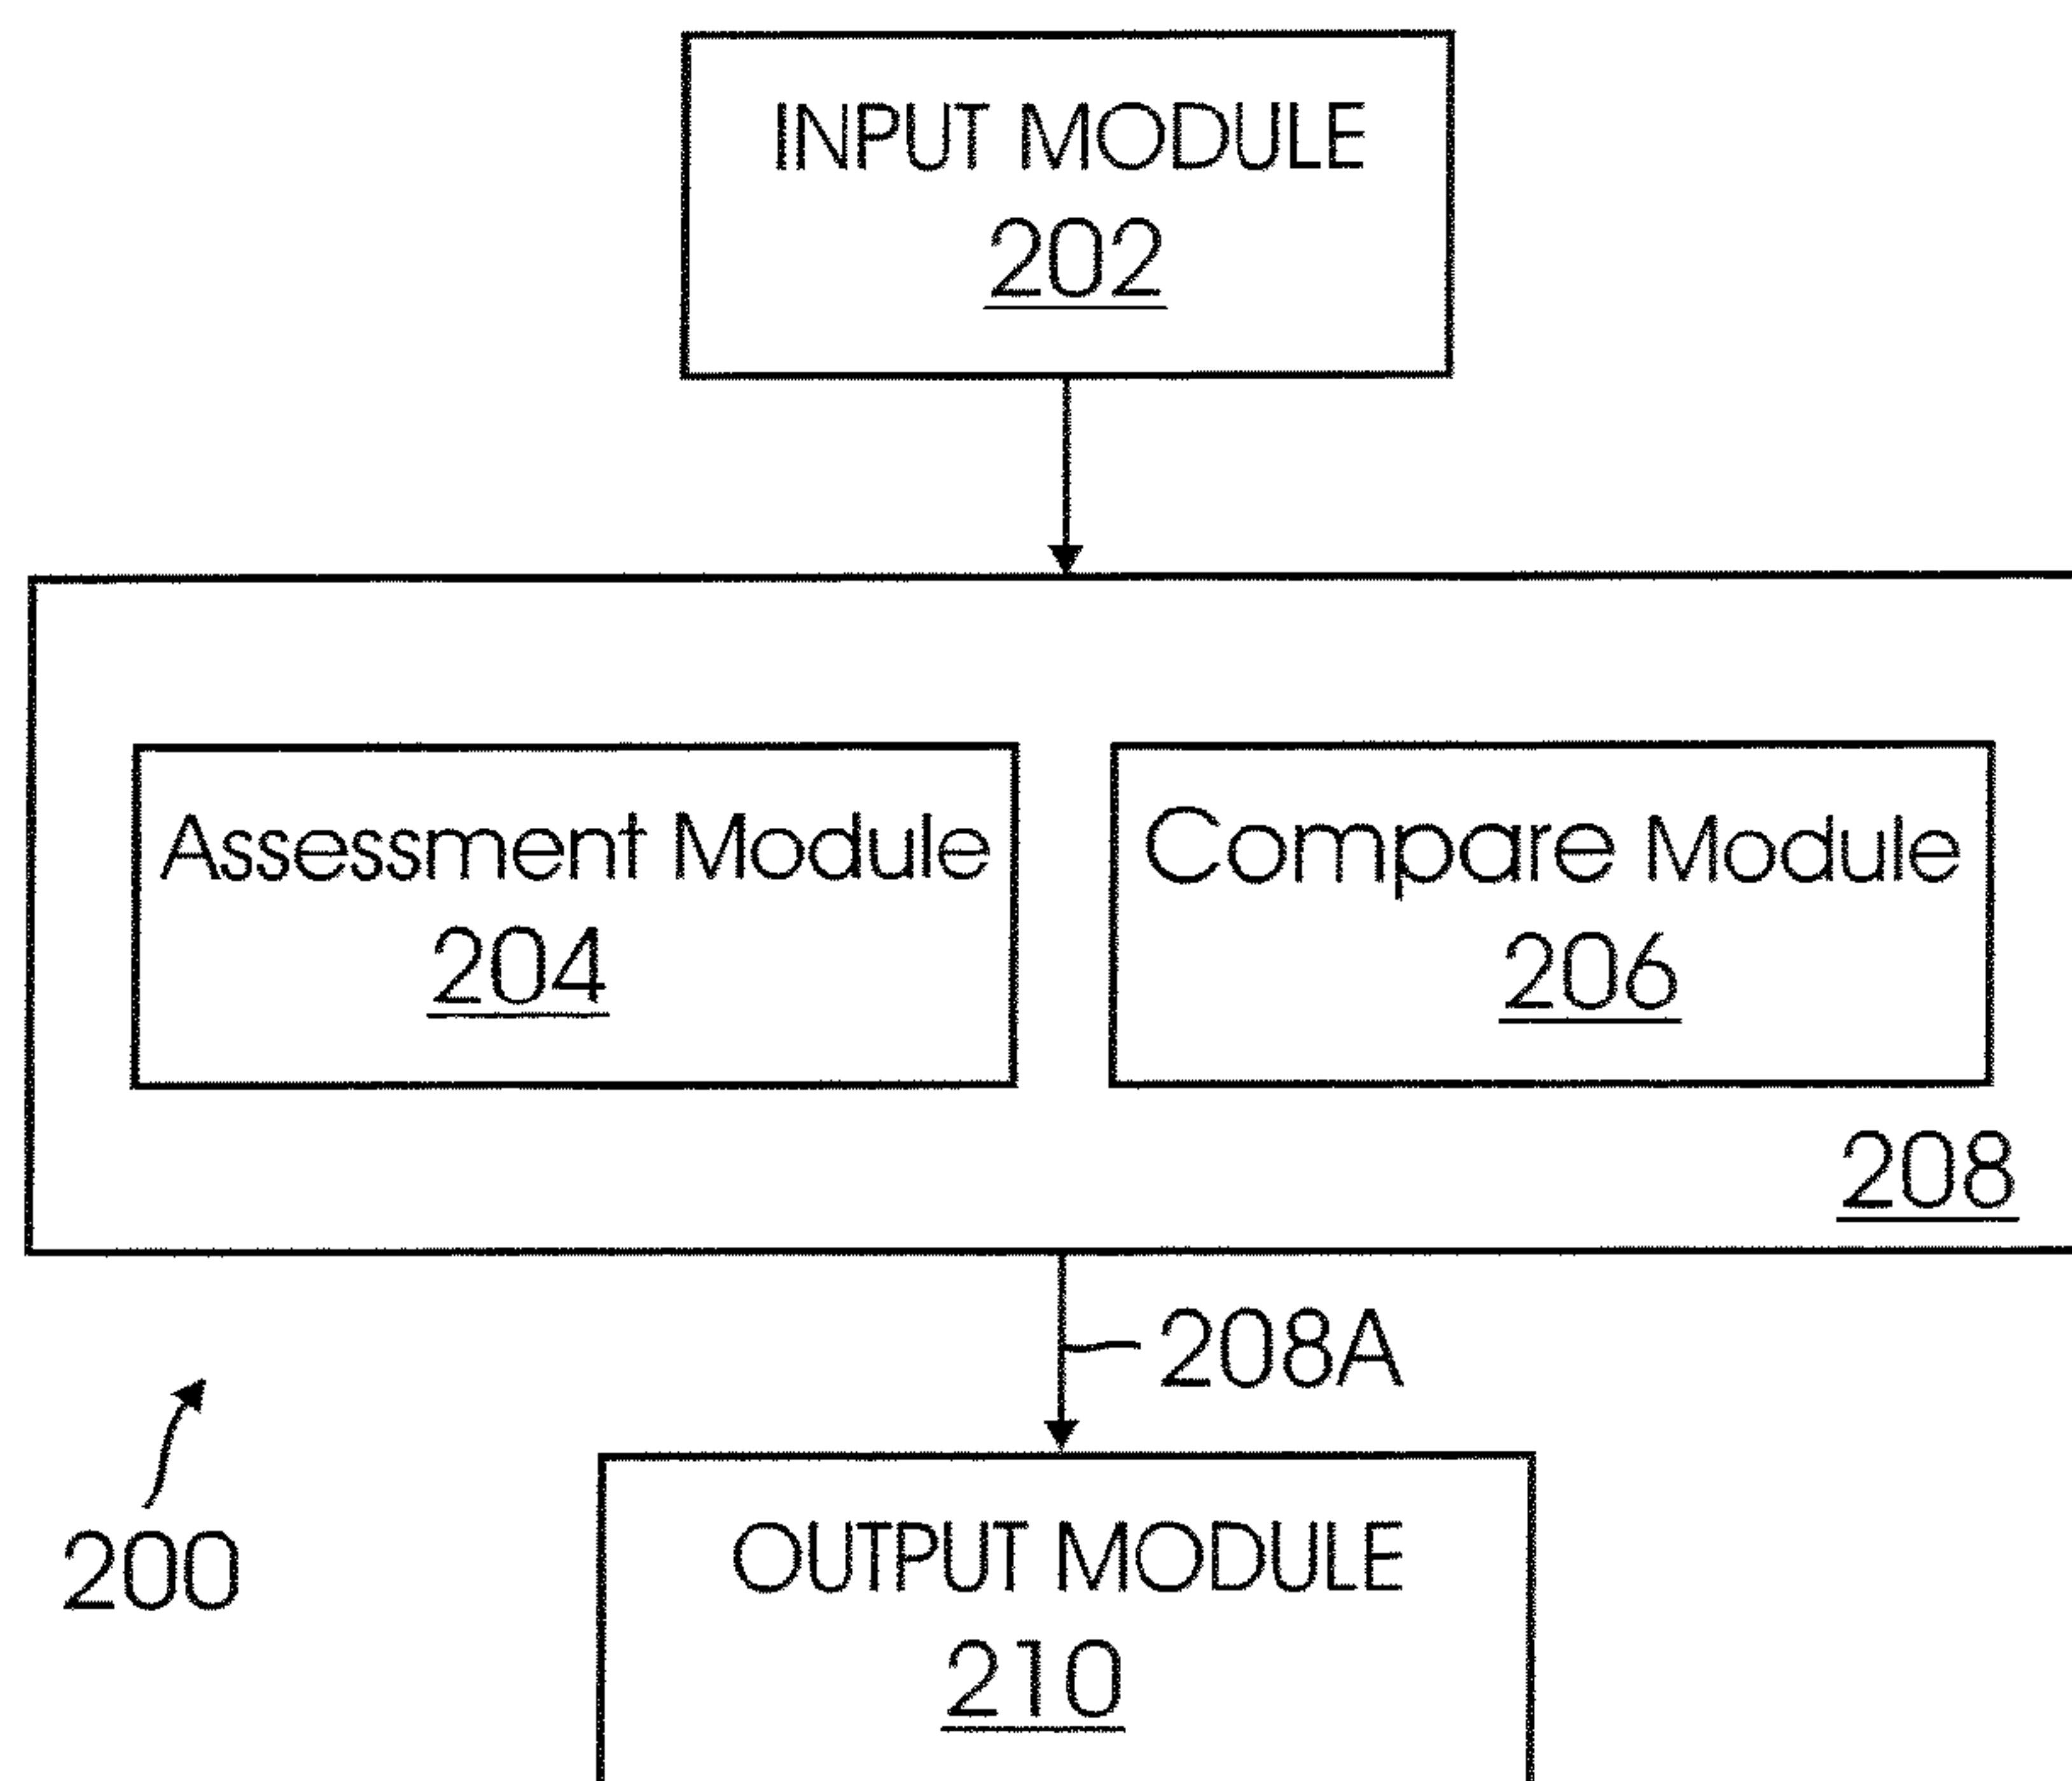 INPUT MODULE
202
Assessment Module
204
Compare Module
206
208
208A
200
OUTPUT MODULE
210